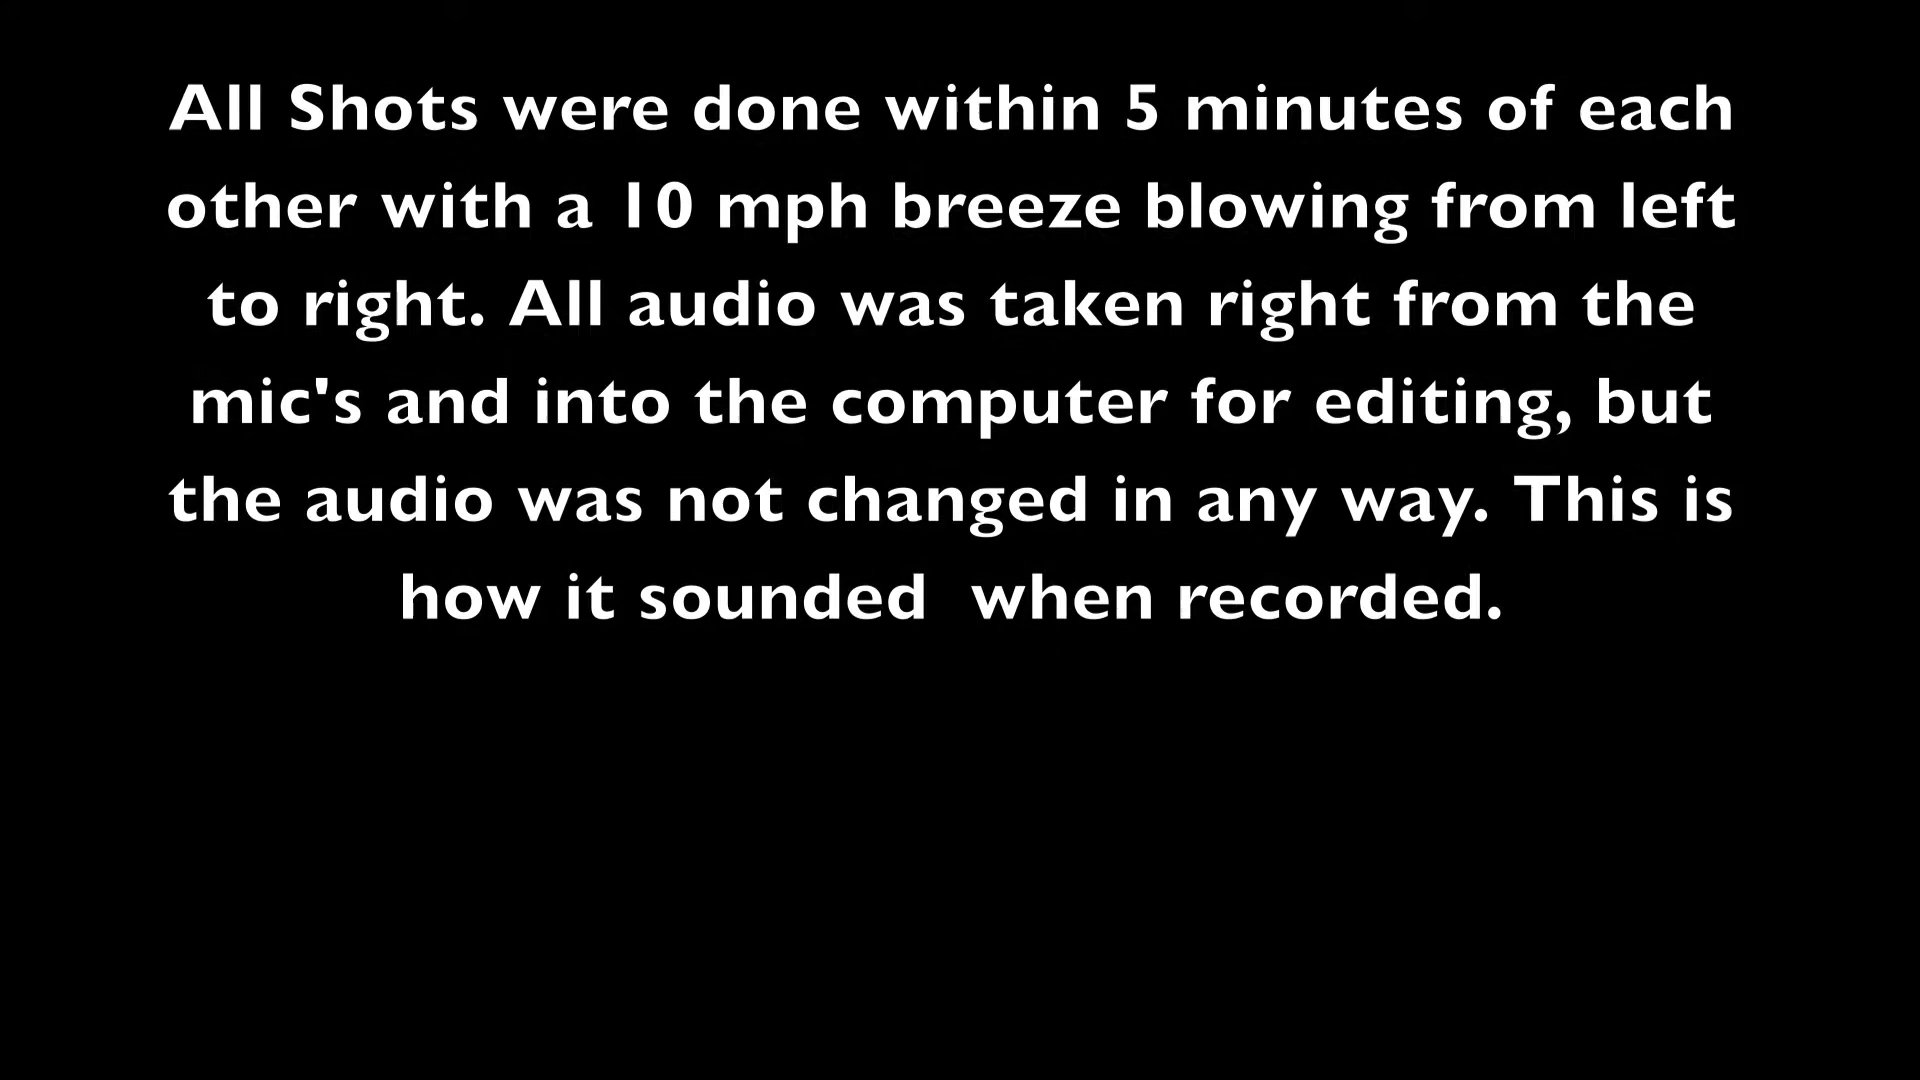 All Shots were done within 5 minutes of each
other with a 10 mph breeze blowing from left
to right. All audio was taken right from the
mic's and into the computer for editing, but
the audio was not changed in any way. This is
how it sounded  when recorded.